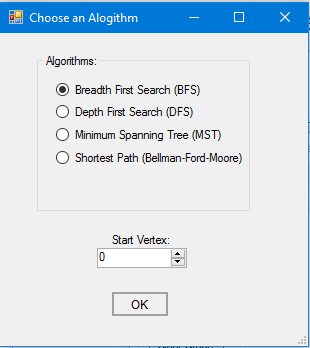 Choose an Alogithm
Algorithms:
Breadth First Search (BFS)
Depth First Search (DFS)
Minimum Spanning Tree (MST)
Shortest Path (Bellman-Ford-Moore)
Start Vertex:
0
OK